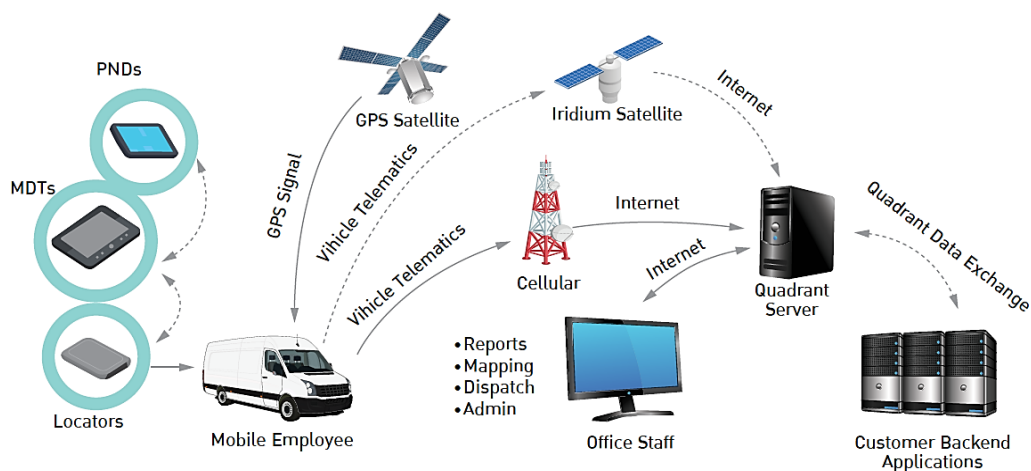 PNDs
MDTs
Locators
GPS Satellite
Iridium Satellite
GPS Signal
Vihicle Telematics
Vihicle Telematics
Internet
Cellular
Internet
Internet
Quadrant
Server
Quadrant Data Exchange
Mobile Employee
•Reports
•Mapping
•Dispatch
•Admin
Office Staff
Customer Backend
Applications